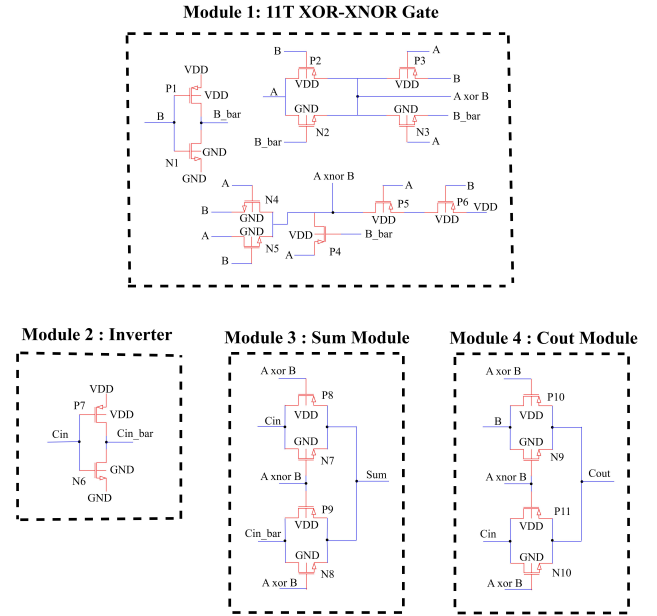 Module 1: 11T XOR-XNOR Gate
B
A
P2
P3
VDD
VDD
B
A
A xor B
GND
GND
B_bar
N2
N3
B_bar
A
VDD
P1
VDD
B
B_bar
GND
N1
GND
A xnor B
A
N4
B
GND
A
GND
N5
B
VDD
P4
A
B_bar
A
P5
VDD
B
P6
VDD
VDD
Module 2 : Inverter
VDD
P7
VDD
Cin
Cin_bar
N6
GND
GND
Module 3 : Sum Module
A xor B
P8
VDD
Cin
GND
N7
A xnor B
Sum
P9
VDD
Cin_bar
GND
N8
A xor B
Module 4 : Cout Module
A xor B
P10
VDD
B
GND
N9
A xnor B
Cout
P11
VDD
Cin
GND
N10
A xnor B